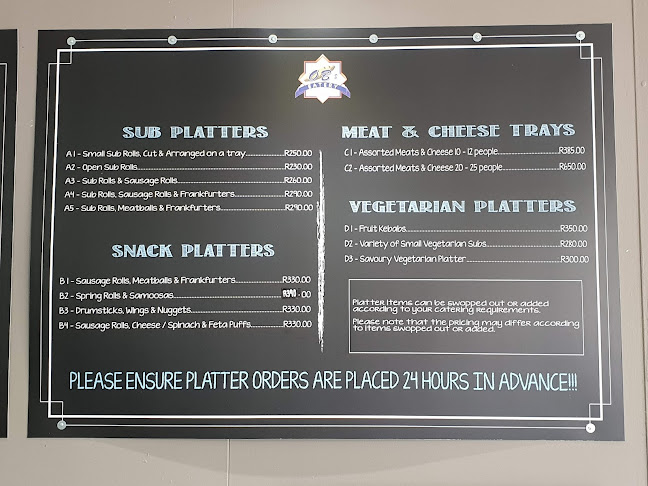 EATERY
SUB PLATTERS
A1 - Small Sub Rolls, Cut & Arranged on a tray R250.00
A2 - Open Sub Rolls R230.00
A3 - Sub Rolls & Sausage Rolls R260.00
A4 - Sub Rolls, Sausage Rolls & Frankfurters R290.00
A5 - Sub Rolls, Meatballs & Frankfurters R290.00
SNACK PLATTERS
B1 - Sausage Rolls, Meatballs & Frankfurters R330.00
B2 - Spring Rolls & Samoosas R340 - 00
B3 - Drumsticks, Wings & Nuggets R330.00
B4 - Sausage Rolls, Cheese / Spinach & Feta Puffs R330.00
MEAT & CHEESE TRAYS
C1 - Assorted Meats & Cheese 10 - 12 people R385.00
C2 - Assorted Meats & Cheese 20 - 25 people R650.00
VEGETARIAN PLATTERS
D1 - Fruit Kebabs R350.00
D2 - Variety of Small Vegetarian Subs R280.00
D3 - Savoury Vegetarian Platter R300.00
Platter Items can be swopped out or added
according to your catering requirements.
Please note that the pricing may differ according
to items swopped out or added.
PLEASE ENSURE PLATTER ORDERS ARE PLACED 24 HOURS IN ADVANCE!!!